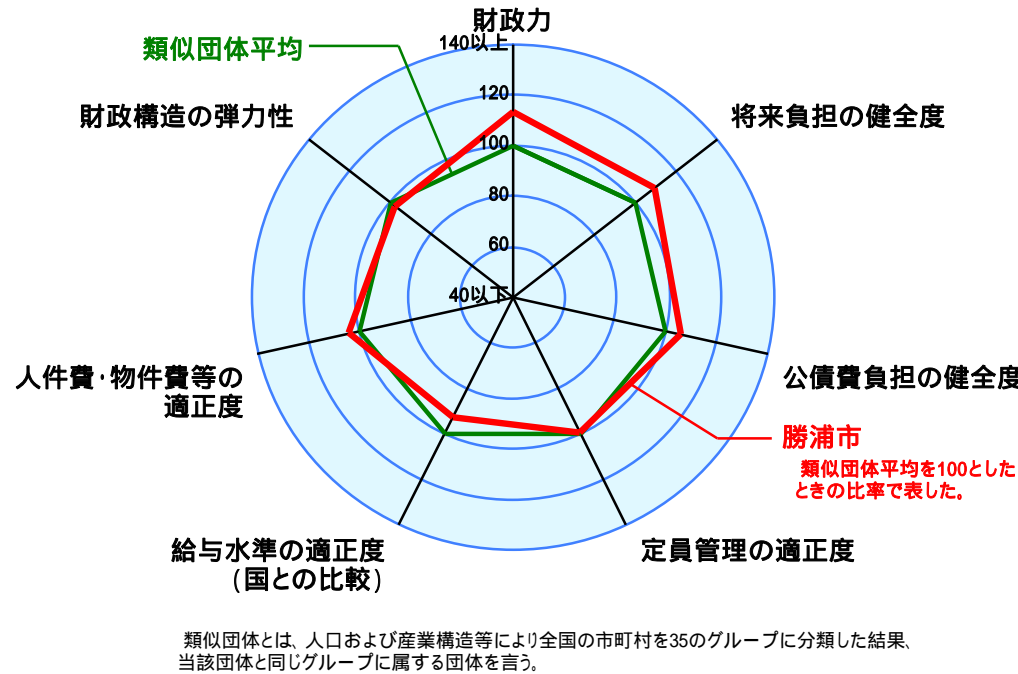 財政力
類似団体平均
140以上
120
100
80
60
40以下
財政構造の弾力性
将来負担の健全度
人件費・物件費等の
適正度
公債費負担の健全度
勝浦市
類似団体平均を100とした
ときの比率で表した。
給与水準の適正度
(国との比較)
定員管理の適正度
類似団体とは、人口および産業構造等により全国の市町村を35のグループに分類した結果、
当該団体と同じグループに属する団体を言う。